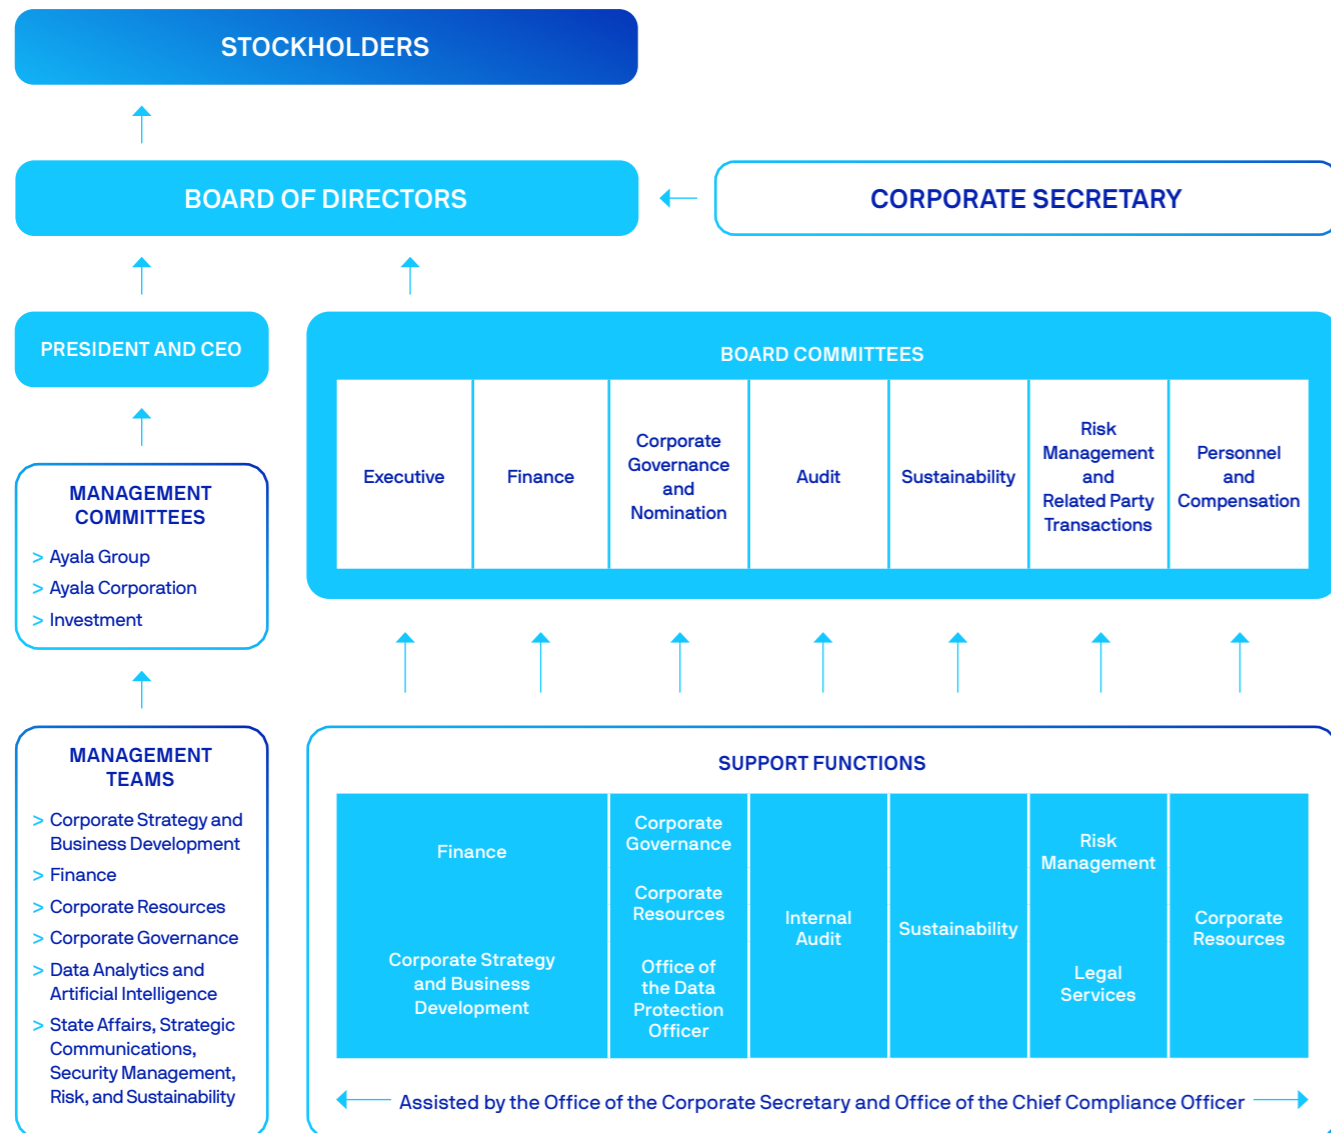 STOCKHOLDERS
BOARD OF DIRECTORS
CORPORATE SECRETARY
PRESIDENT AND CEO
MANAGEMENT
COMMITTEES
> Ayala Group
> Ayala Corporation
> Investment
MANAGEMENT
TEAMS
> Corporate Strategy and
Business Development
> Finance
> Corporate Resources
> Corporate Governance
> Data Analytics and
Artificial Intelligence
> State Affairs, Strategic
Communications,
Security Management,
Risk, and Sustainability
BOARD COMMITTEES
Executive
Finance
Corporate
Governance
and
Nomination
Audit
Sustainability
Risk
Management
and
Related Party
Transactions
Personnel
and
Compensation
SUPPORT FUNCTIONS
Finance
Corporate Strategy
and Business
Development
Corporate
Governance
Corporate
Resources
Office of
the Data
Protection
Officer
Internal
Audit
Sustainability
Risk
Management
Legal
Services
Corporate
Resources
Assisted by the Office of the Corporate Secretary and Office of the Chief Compliance Officer